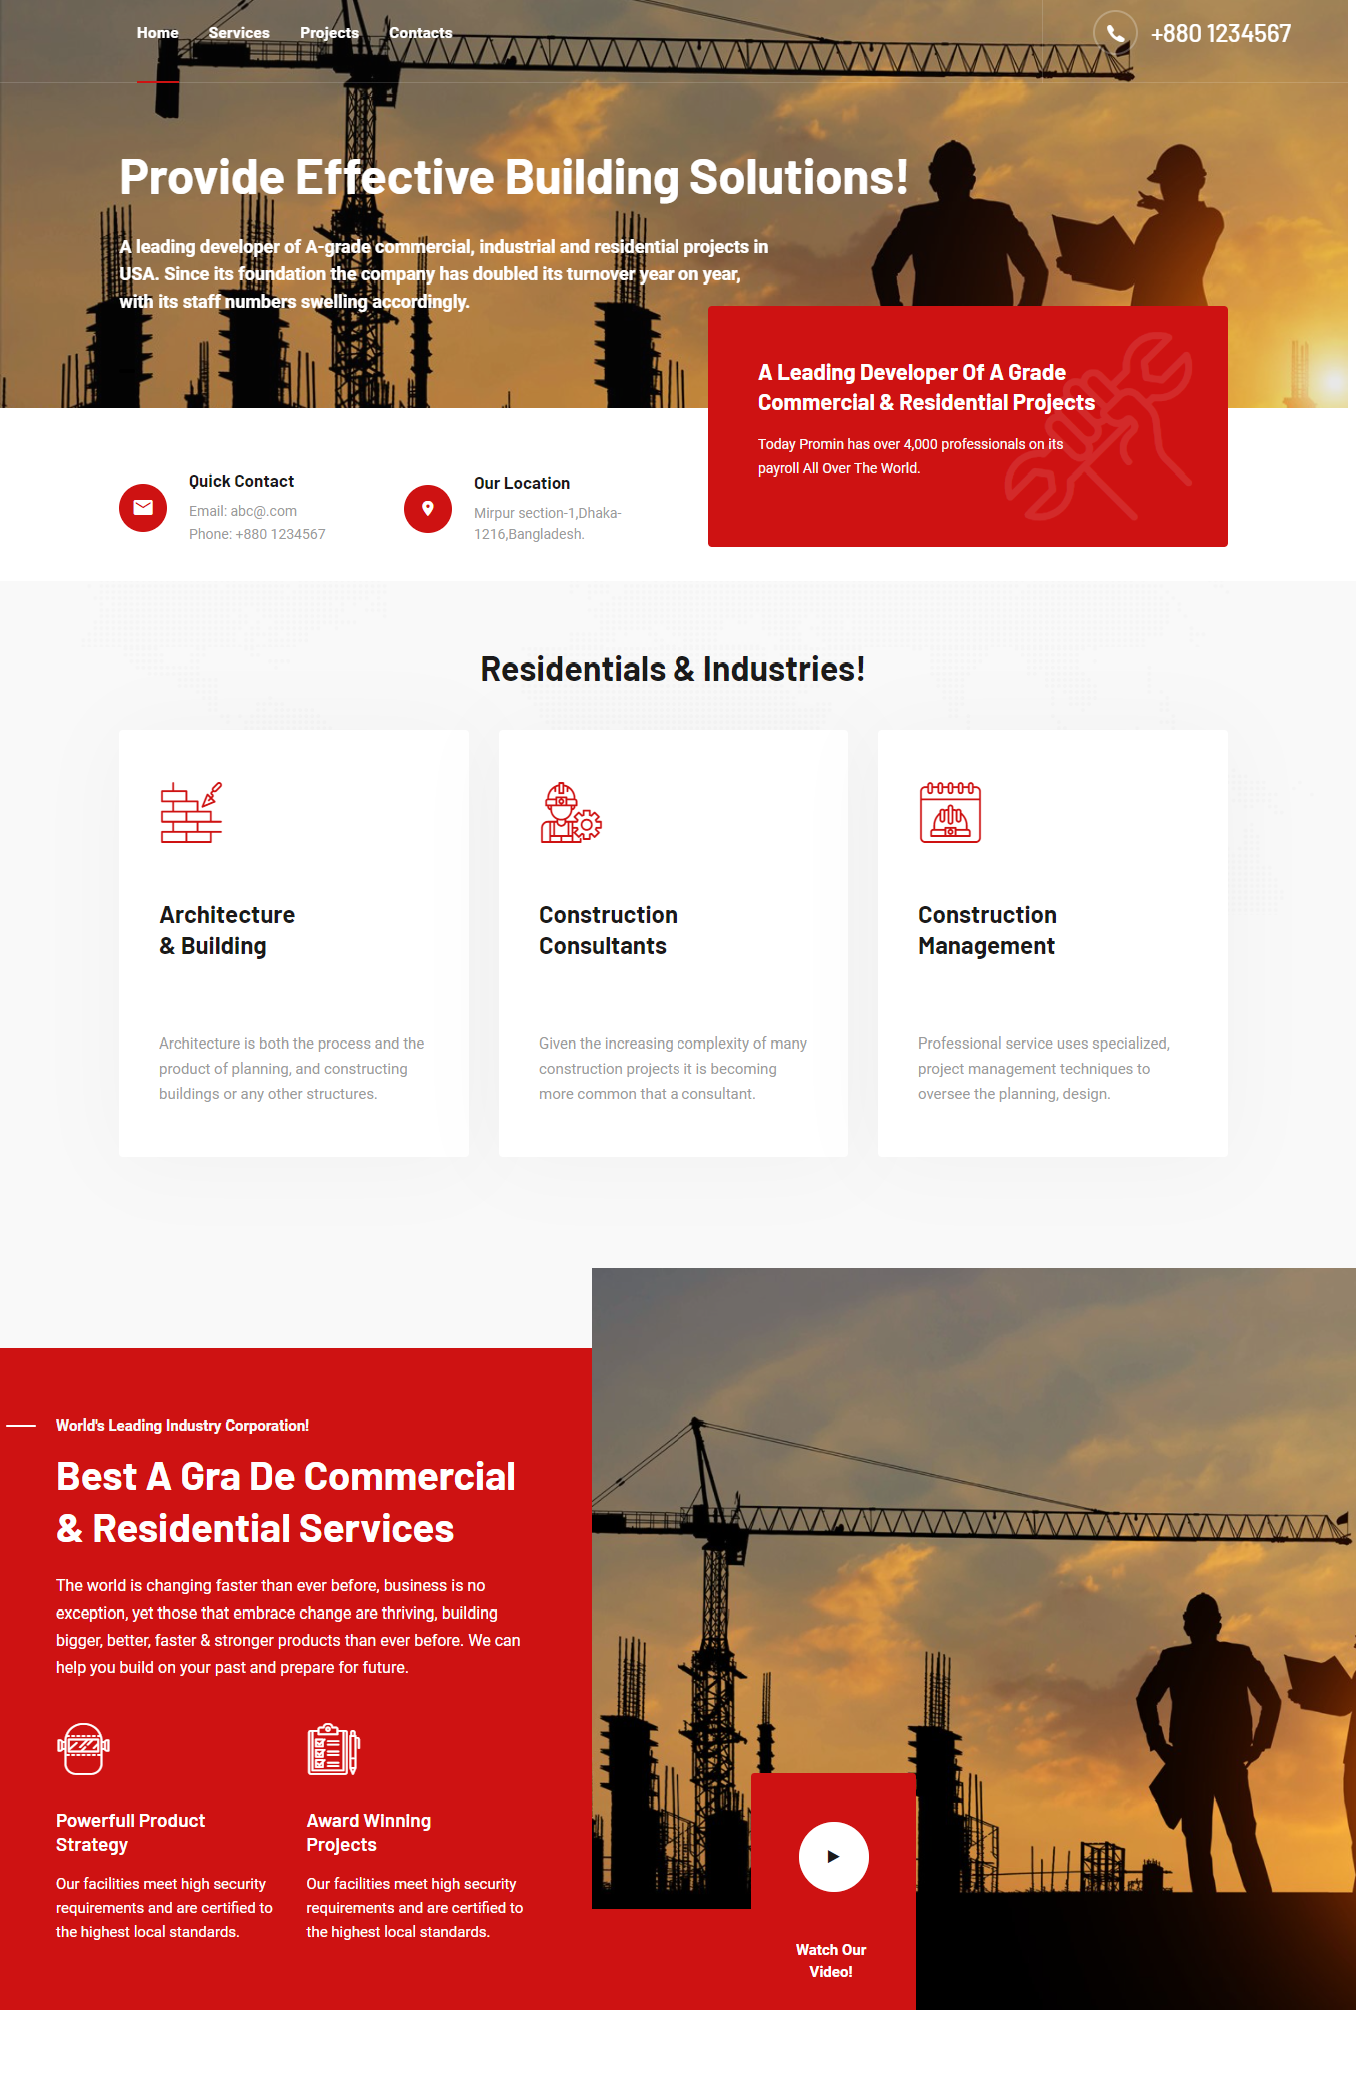 Home Services Projects Contacts
+880 1234567
Provide Effective Building Solutions!
A leading developer of A-grade commercial, industrial and residential projects in
USA. Since its foundation the company has doubled its turnover year on year,
with its staff numbers swelling accordingly.
A Leading Developer Of A Grade
Commercial & Residential Projects
Today Promin has over 4,000 professionals on its
payroll All Over The World.
Quick Contact
Email: abc@.com
Phone: +880 1234567
Our Location
Mirpur section-1,Dhaka-
1216,Bangladesh.
Residentials & Industries!
Architecture
& Building
Architecture is both the process and the
product of planning, and constructing
buildings or any other structures.
Construction
Consultants
Given the increasing complexity of many
construction projects it is becoming
more common that a consultant.
Construction
Management
Professional service uses specialized,
project management techniques to
oversee the planning, design.
World's Leading Industry Corporation!
Best A Gra De Commercial
& Residential Services
The world is changing faster than ever before, business is no
exception, yet those that embrace change are thriving, building
bigger, better, faster & stronger products than ever before. We can
help you build on your past and prepare for future.
Powerfull Product
Strategy
Our facilities meet high security
requirements and are certified to
the highest local standards.
Award Winning
Projects
Our facilities meet high security
requirements and are certified to
the highest local standards.
Watch Our
Video!